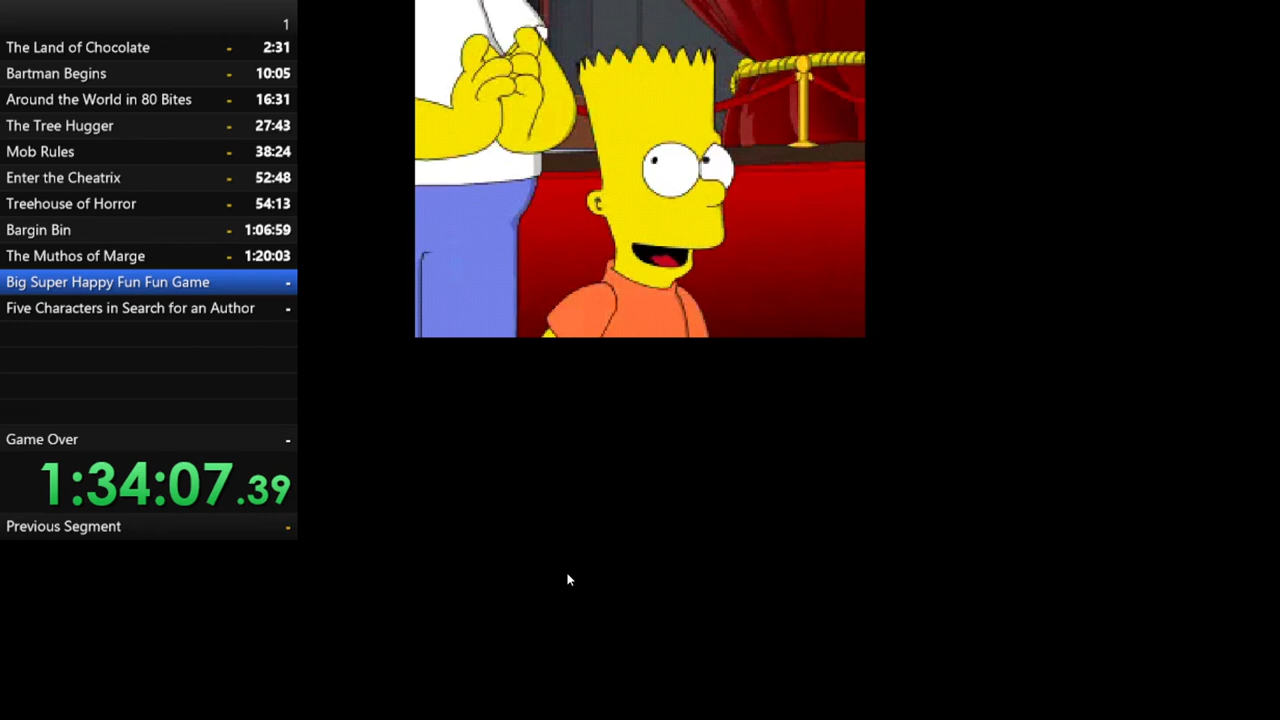 1
The Land of Chocolate - 2:31
Bartman Begins - 10:05
Around the World in 80 Bites - 16:31
The Tree Hugger - 27:43
Mob Rules - 38:24
Enter the Cheatrix - 52:48
Treehouse of Horror - 54:13
Bargin Bin - 1:06:59
The Muthos of Marge - 1:20:03
Big Super Happy Fun Fun Game -
Five Characters in Search for an Author -
Game Over -
1:34:07.39
Previous Segment -